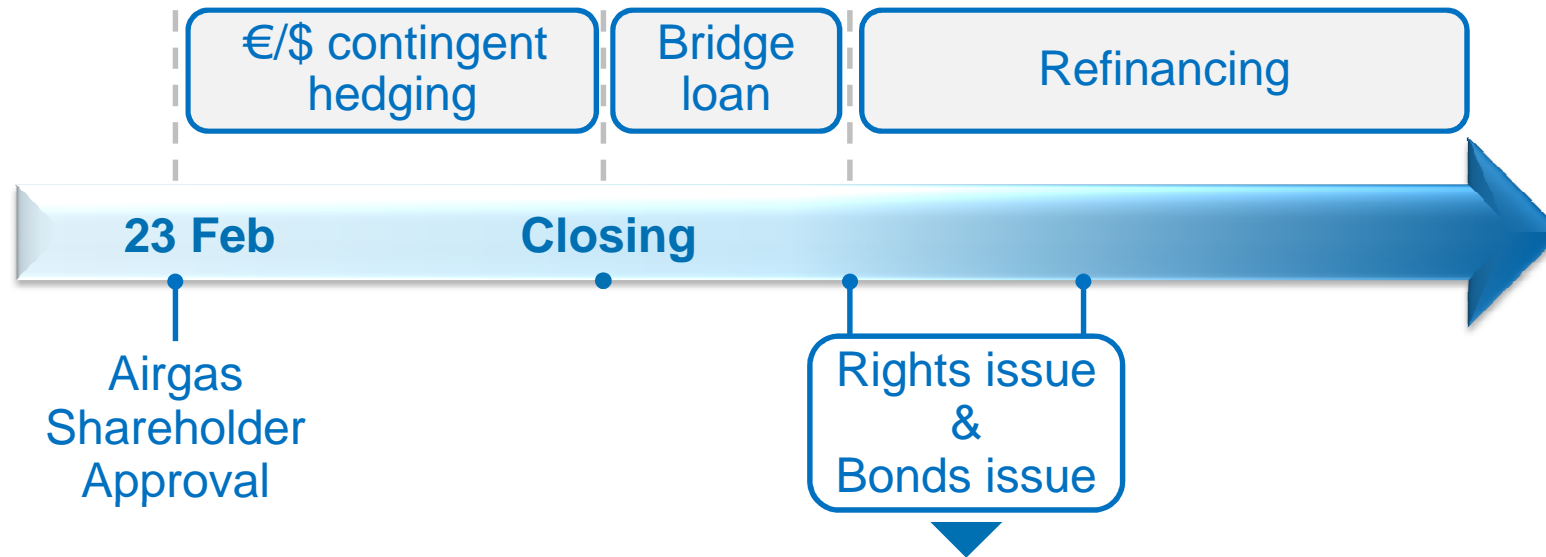 €/$ contingent
hedging
Bridge
loan
Refinancing
23 Feb
Closing
Airgas
Shareholder
Approval
Rights issue
&
Bonds issue